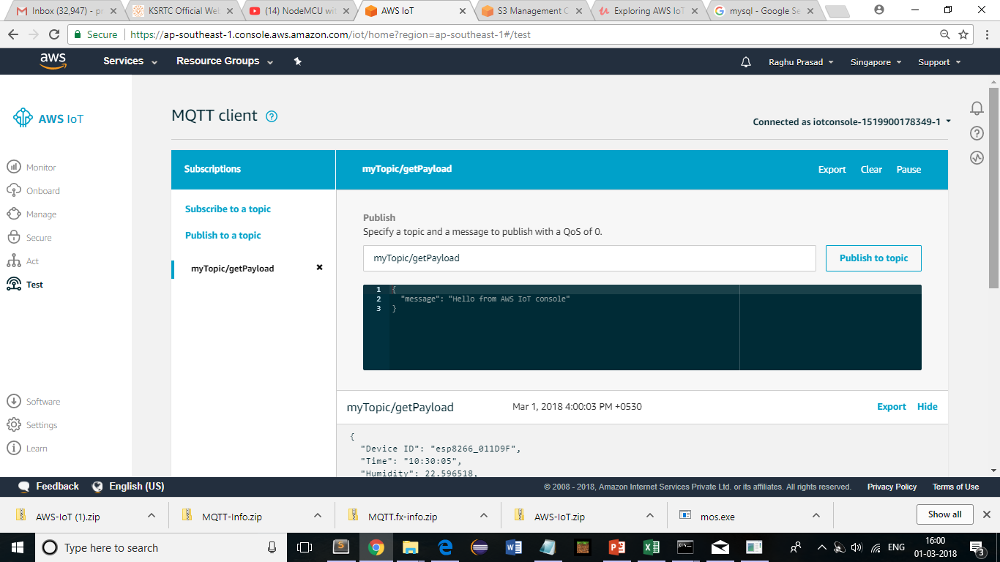 Inbox (32,947) - pr
KSRTC Official Web
(14) NodeMCU wit
AWS IoT
S3 Management C
Exploring AWS IoT
mysql - Google Se
Secure
https://ap-southeast-1.console.aws.amazon.com/iot/home?region=ap-southeast-1#/test
aws
Services
Resource Groups
Raghu Prasad
Singapore
Support
AWS IoT
Monitor
Onboard
Manage
Secure
Act
Test
Software
Settings
Learn
MQTT client
Connected as iotconsole-1519900178349-1
Subscriptions
Subscribe to a topic
Publish to a topic
myTopic/getPayload
myTopic/getPayload
Export
Clear
Pause
Publish
Specify a topic and a message to publish with a QoS of 0.
myTopic/getPayload
Publish to topic
1 {
2 "message": "Hello from AWS IoT console"
3 }
myTopic/getPayload
Mar 1, 2018 4:00:03 PM +0530
Export
Hide
{
"Device ID": "esp8266_011D9F",
"Time": "10:30:05",
"Humidity": 22.596518,
Feedback
English (US)
© 2008 - 2018, Amazon Internet Services Private Ltd. or its affiliates. All rights reserved.
Privacy Policy
Terms of Use
AWS-IoT (1).zip
MQTT-Info.zip
MQTT.fx-info.zip
AWS-IoT.zip
mos.exe
Show all
Type here to search
ENG
16:00
01-03-2018
3